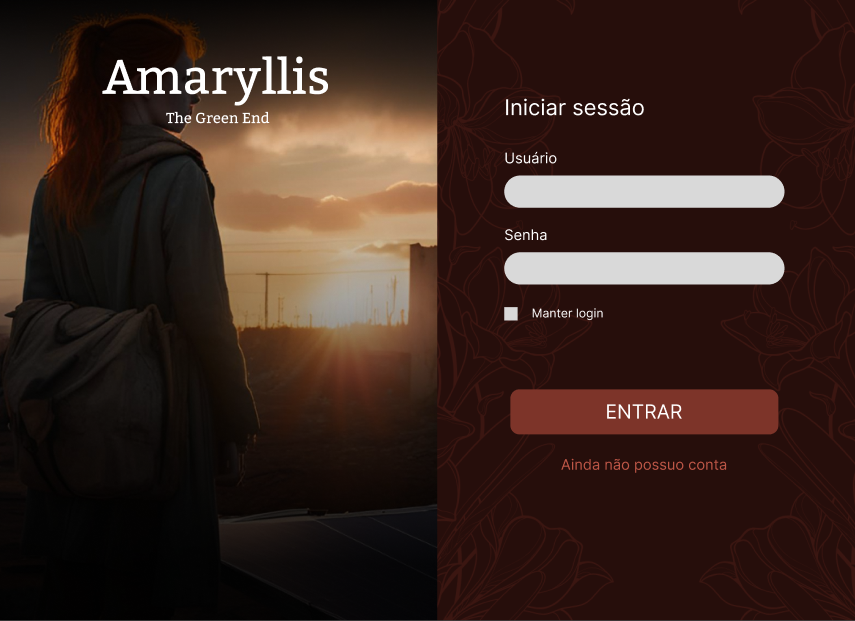 Amaryllis
The Green End
Iniciar sessão
Usuário
Senha
Manter login
ENTRAR
Ainda não possuo conta